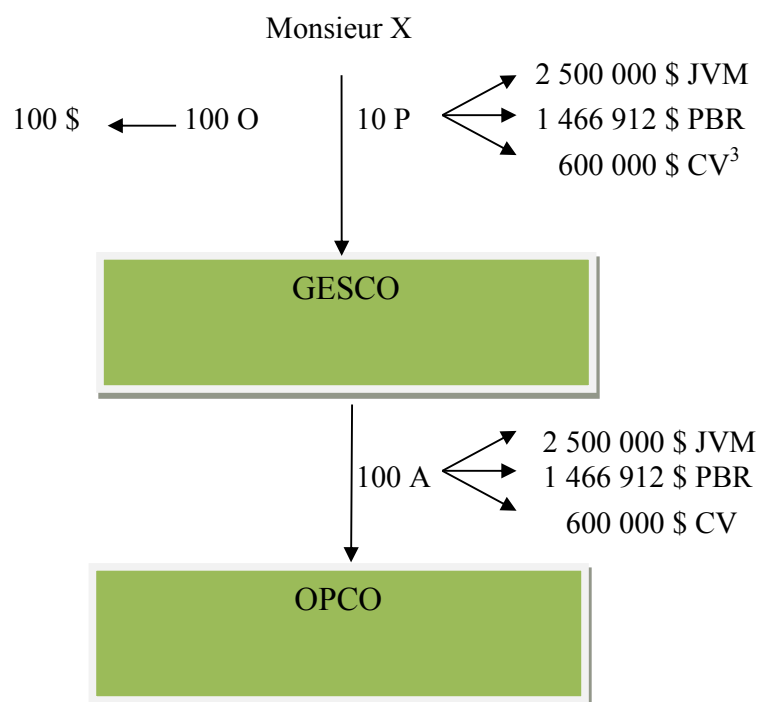 Monsieur X
2 500 000 $ JVM
100 $ 100 O 10 P 1 466 912 $ PBR
600 000 $ CV³
GESCO
2 500 000 $ JVM
100 A 1 466 912 $ PBR
600 000 $ CV
OPCO